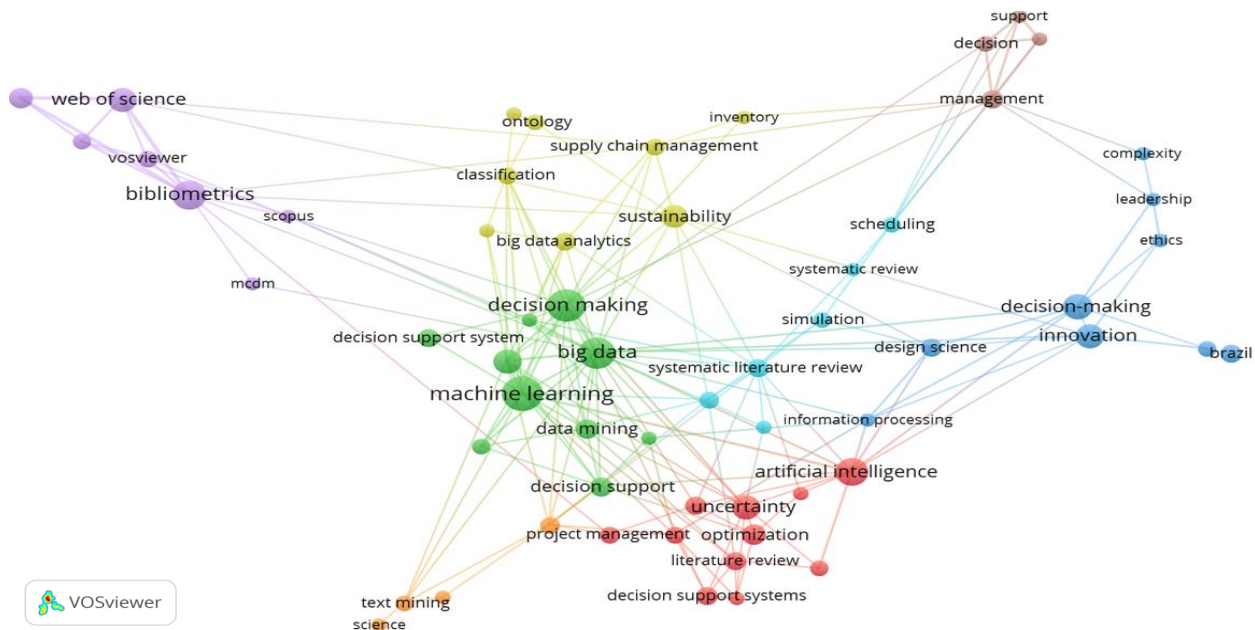 support
decision
web of science
management
inventory
ontology
supply chain management
vosviewer
complexity
classification
bibliometrics
leadership
scopus
sustainability
scheduling
big data analytics
ethics
systematic review
mcdm
decision making
decision-making
simulation
decision support system
innovation
big data
design science
brazil
systematic literature review
machine learning
information processing
data mining
artificial intelligence
decision support
uncertainty
project management
optimization
literature review
decision support systems
text mining
science
VOSviewer